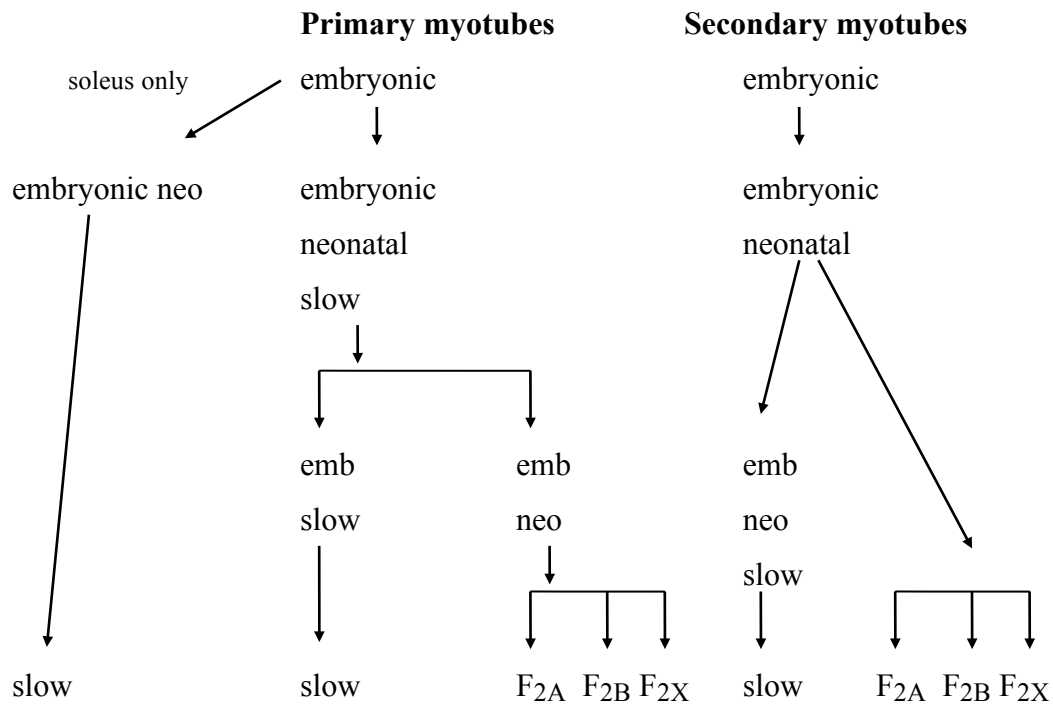 Primary myotubes Secondary myotubes
soleus only embryonic embryonic
embryonic neo embryonic embryonic
neonatal neonatal
slow
emb emb emb
slow neo neo
slow
slow slow F2A F2B F2X slow F2A F2B F2X